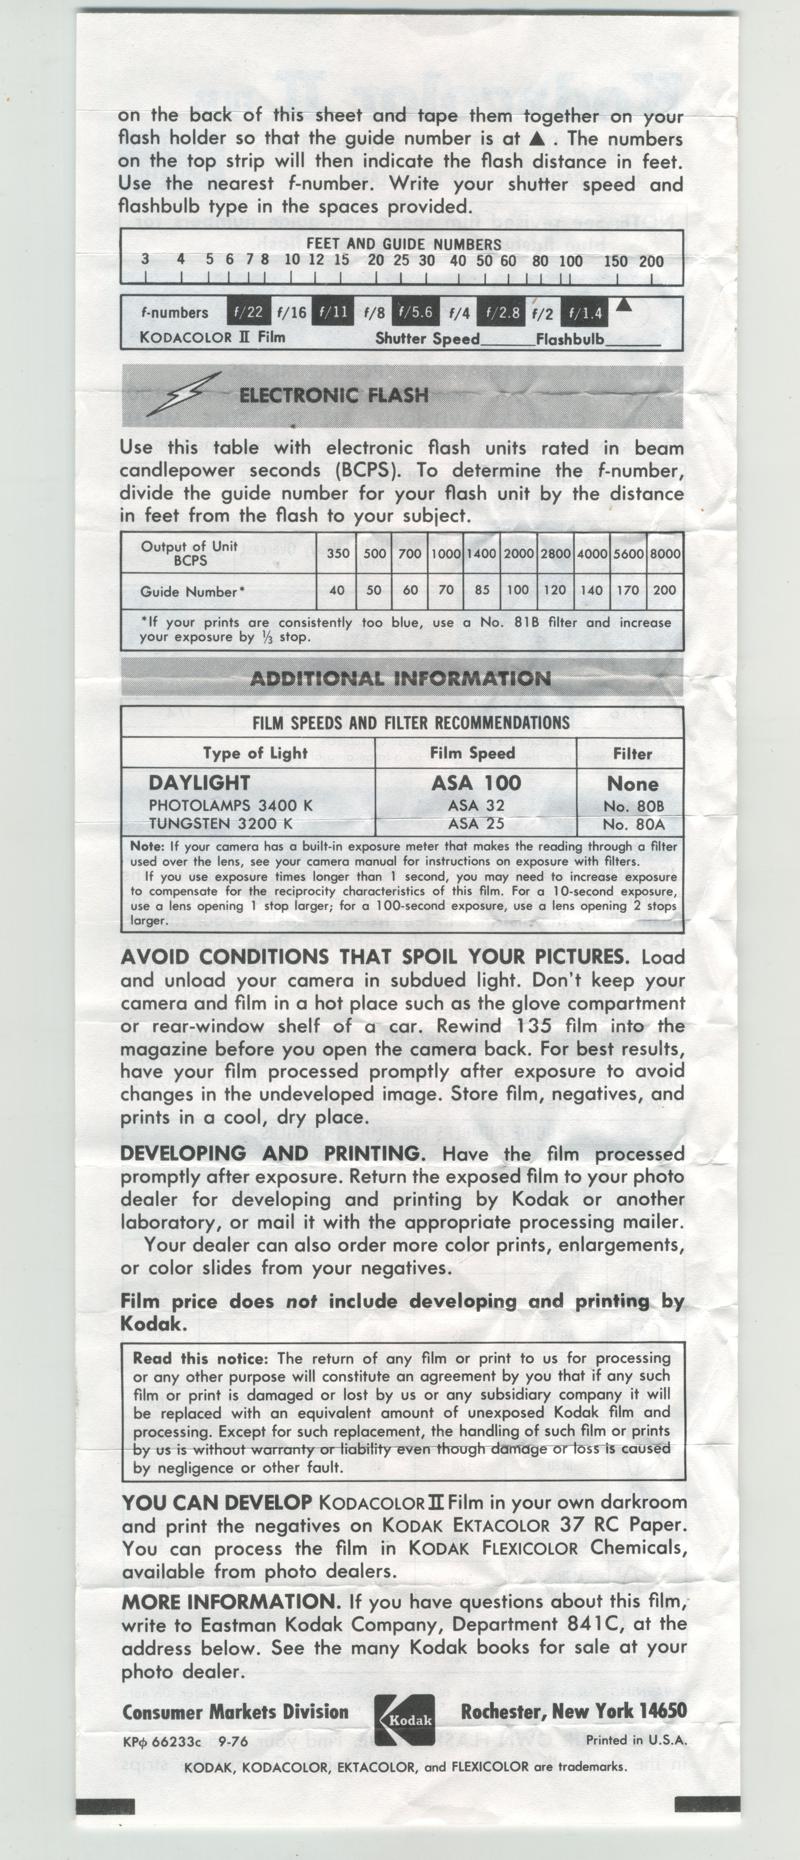 on the back of this sheet and tape them together on your
flash holder so that the guide number is at ▲ . The numbers
on the top strip will then indicate the flash distance in feet.
Use the nearest f-number. Write your shutter speed and
flashbulb type in the spaces provided.
FEET AND GUIDE NUMBERS
3 4 5 6 7 8 10 12 15 20 25 30 40 50 60 80 100 150 200
f-numbers f/22 f/16 f/11 f/8 f/5.6 f/4 f/2.8 f/2 f/1.4 ▲
KODACOLOR II Film Shutter Speed______Flashbulb______
ELECTRONIC FLASH
Use this table with electronic flash units rated in beam
candlepower seconds (BCPS). To determine the f-number,
divide the guide number for your flash unit by the distance
in feet from the flash to your subject.
Output of Unit
BCPS 350 500 700 1000 1400 2000 2800 4000 5600 8000
Guide Number* 40 50 60 70 85 100 120 140 170 200
*If your prints are consistently too blue, use a No. 81B filter and increase
your exposure by ⅓ stop.
ADDITIONAL INFORMATION
FILM SPEEDS AND FILTER RECOMMENDATIONS
Type of Light Film Speed Filter
DAYLIGHT ASA 100 None
PHOTOLAMPS 3400 K ASA 32 No. 80B
TUNGSTEN 3200 K ASA 25 No. 80A
Note: If your camera has a built-in exposure meter that makes the reading through a filter
used over the lens, see your camera manual for instructions on exposure with filters.
If you use exposure times longer than 1 second, you may need to increase exposure
to compensate for the reciprocity characteristics of this film. For a 10-second exposure,
use a lens opening 1 stop larger; for a 100-second exposure, use a lens opening 2 stops
larger.
AVOID CONDITIONS THAT SPOIL YOUR PICTURES. Load
and unload your camera in subdued light. Don't keep your
camera and film in a hot place such as the glove compartment
or rear-window shelf of a car. Rewind 135 film into the
magazine before you open the camera back. For best results,
have your film processed promptly after exposure to avoid
changes in the undeveloped image. Store film, negatives, and
prints in a cool, dry place.
DEVELOPING AND PRINTING. Have the film processed
promptly after exposure. Return the exposed film to your photo
dealer for developing and printing by Kodak or another
laboratory, or mail it with the appropriate processing mailer.
Your dealer can also order more color prints, enlargements,
or color slides from your negatives.
Film price does not include developing and printing by
Kodak.
Read this notice: The return of any film or print to us for processing
or any other purpose will constitute an agreement by you that if any such
film or print is damaged or lost by us or any subsidiary company it will
be replaced with an equivalent amount of unexposed Kodak film and
processing. Except for such replacement, the handling of such film or prints
by us is without warranty or liability even though damage or loss is caused
by negligence or other fault.
YOU CAN DEVELOP KODACOLOR II Film in your own darkroom
and print the negatives on KODAK EKTACOLOR 37 RC Paper.
You can process the film in KODAK FLEXICOLOR Chemicals,
available from photo dealers.
MORE INFORMATION. If you have questions about this film,
write to Eastman Kodak Company, Department 841C, at the
address below. See the many Kodak books for sale at your
photo dealer.
Consumer Markets Division Kodak Rochester, New York 14650
KPφ 66233c 9-76 Printed in U.S.A.
KODAK, KODACOLOR, EKTACOLOR, and FLEXICOLOR are trademarks.